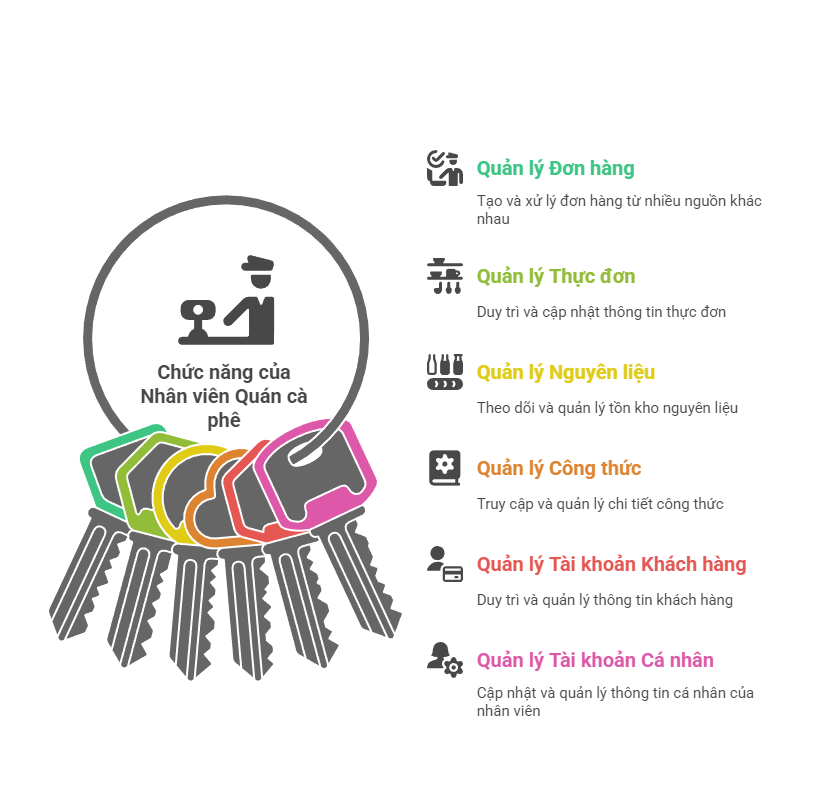 Chức năng của
Nhân viên Quán cà
phê
Quản lý Đơn hàng
Tạo và xử lý đơn hàng từ nhiều nguồn khác
nhau
Quản lý Thực đơn
Duy trì và cập nhật thông tin thực đơn
Quản lý Nguyên liệu
Theo dõi và quản lý tồn kho nguyên liệu
Quản lý Công thức
Truy cập và quản lý chi tiết công thức
Quản lý Tài khoản Khách hàng
Duy trì và quản lý thông tin khách hàng
Quản lý Tài khoản Cá nhân
Cập nhật và quản lý thông tin cá nhân của
nhân viên